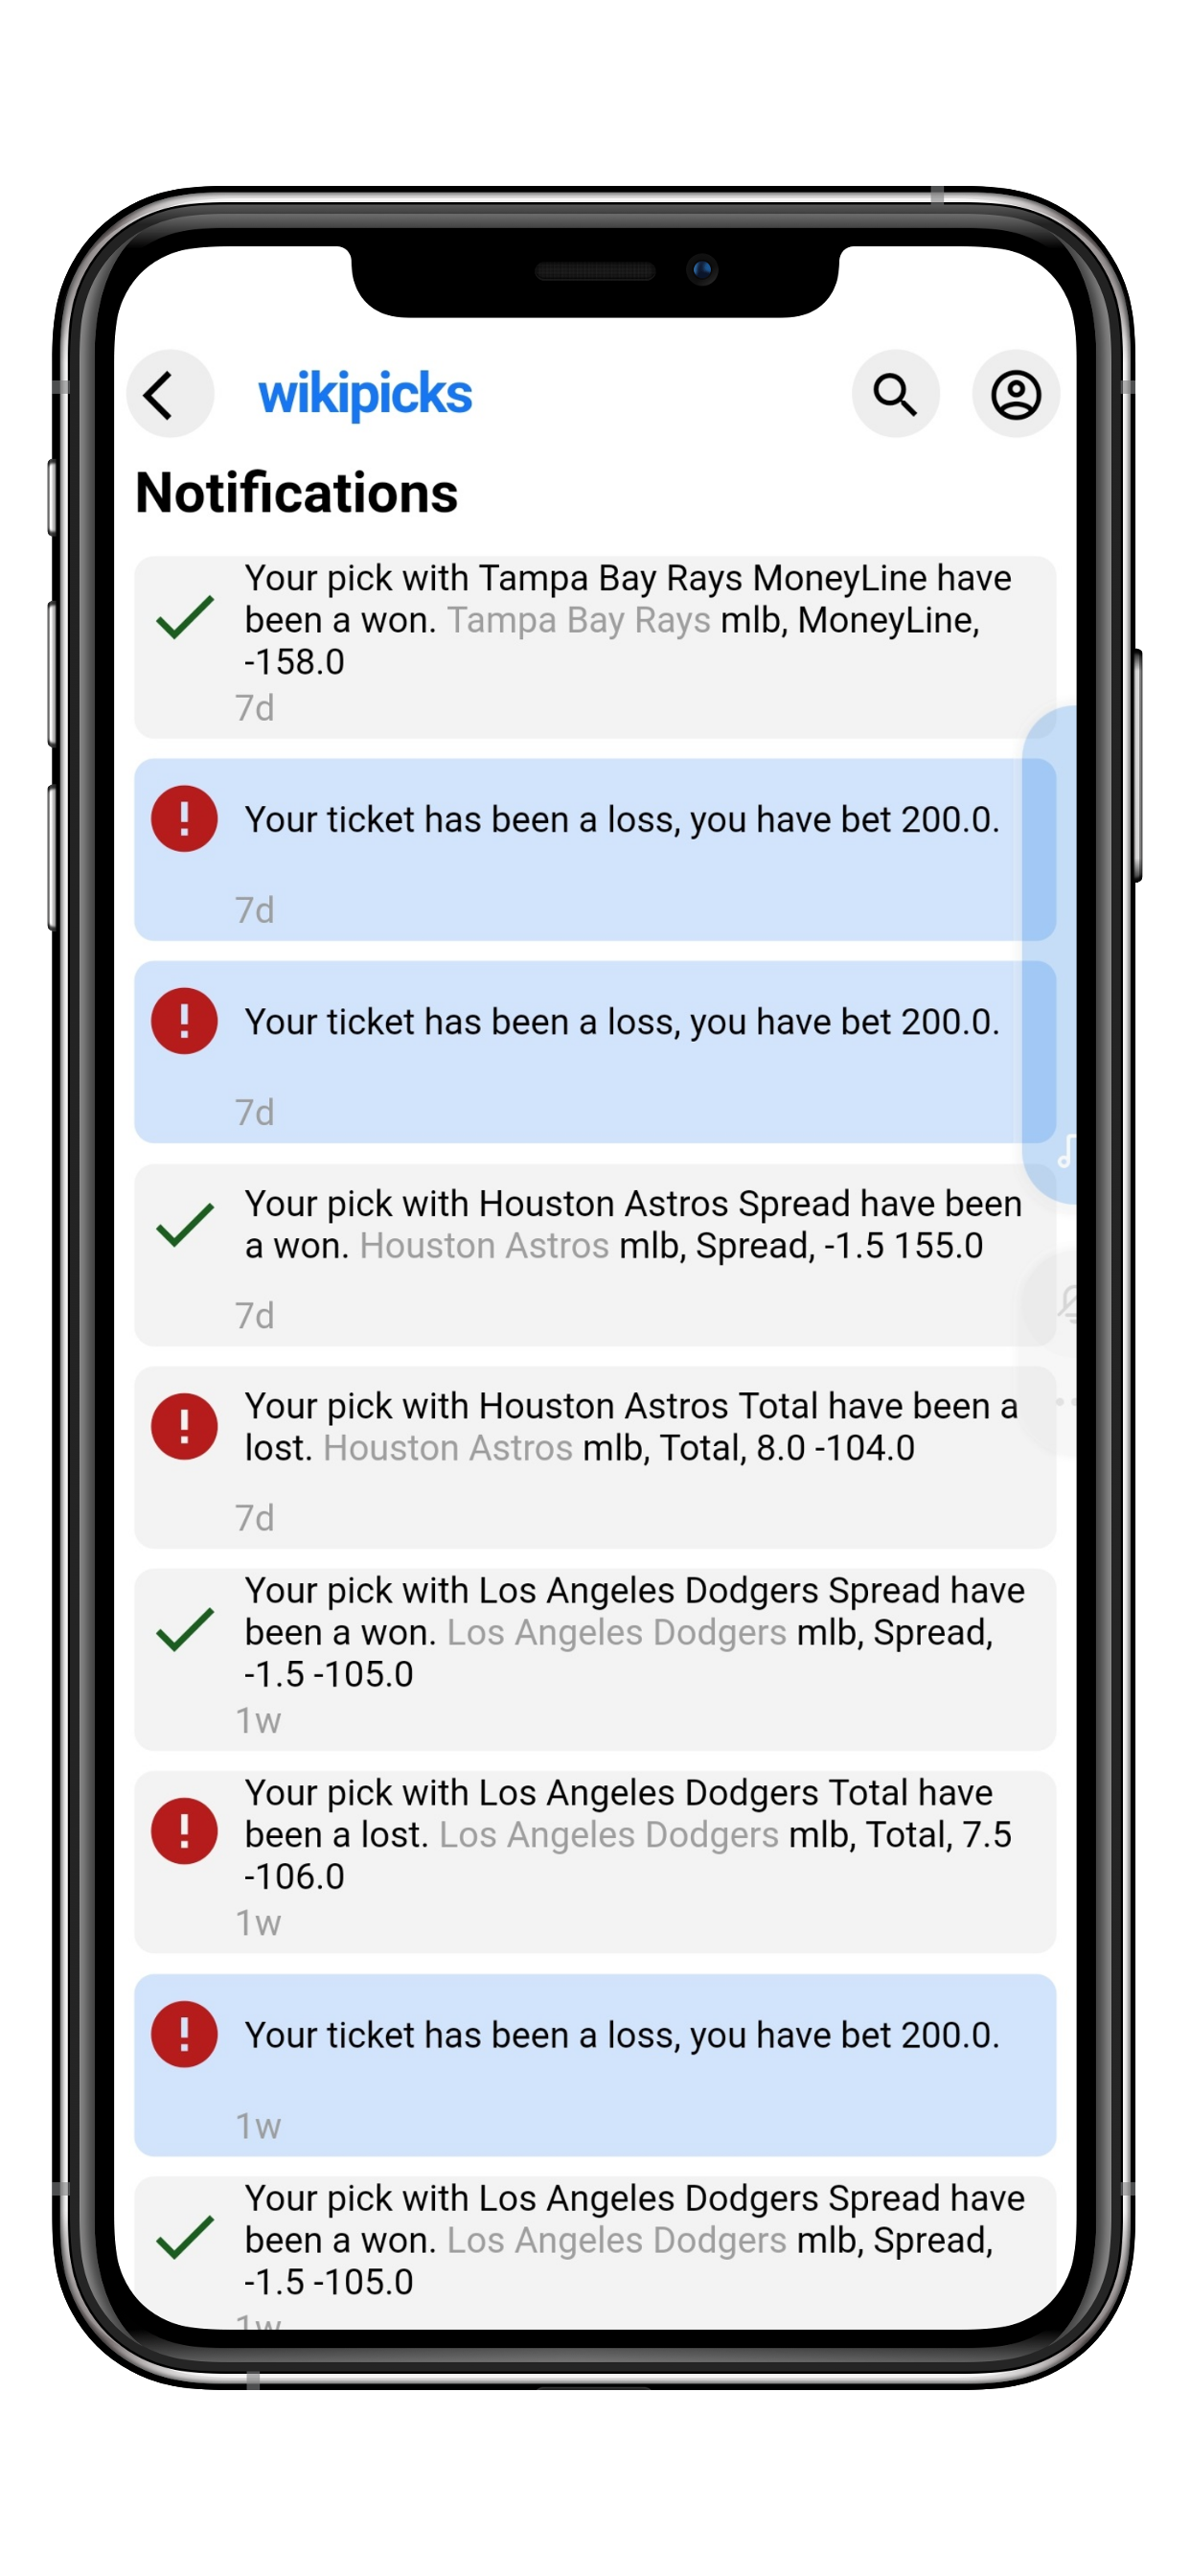 wikipicks
Notifications
Your pick with Tampa Bay Rays MoneyLine have
been a won. Tampa Bay Rays mlb, MoneyLine,
-158.0
7d
Your ticket has been a loss, you have bet 200.0.
7d
Your ticket has been a loss, you have bet 200.0.
7d
Your pick with Houston Astros Spread have been
a won. Houston Astros mlb, Spread, -1.5 155.0
7d
Your pick with Houston Astros Total have been a
lost. Houston Astros mlb, Total, 8.0 -104.0
7d
Your pick with Los Angeles Dodgers Spread have
been a won. Los Angeles Dodgers mlb, Spread,
-1.5 -105.0
1w
Your pick with Los Angeles Dodgers Total have
been a lost. Los Angeles Dodgers mlb, Total, 7.5
-106.0
1w
Your ticket has been a loss, you have bet 200.0.
1w
Your pick with Los Angeles Dodgers Spread have
been a won. Los Angeles Dodgers mlb, Spread,
-1.5 -105.0
1w